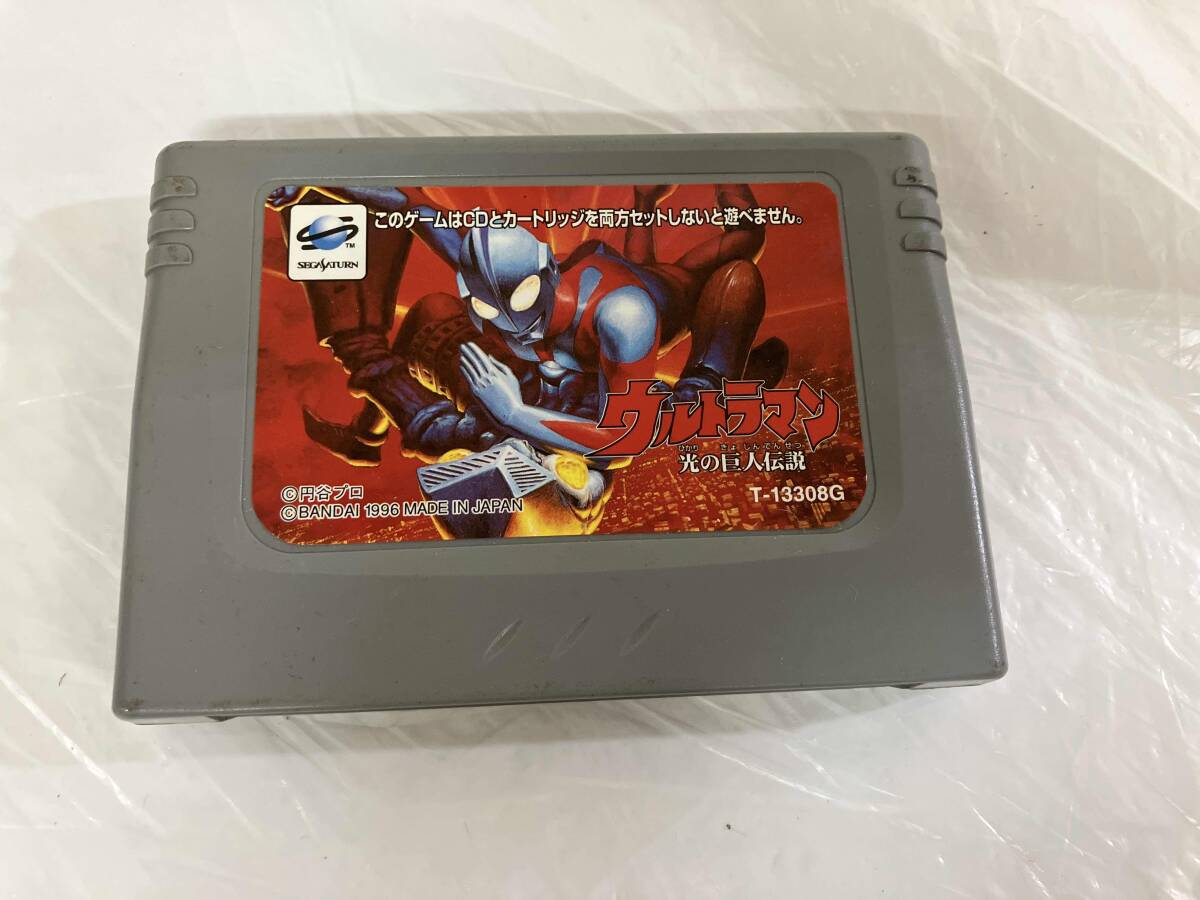 このゲームはCDとカートリッジを両方セットしないと遊べません。
TM
SEGA SATURN
ウルトラマン
ひかり きょじんでんせつ
光の巨人伝説
©円谷プロ
©BANDAI 1996 MADE IN JAPAN
T-13308G